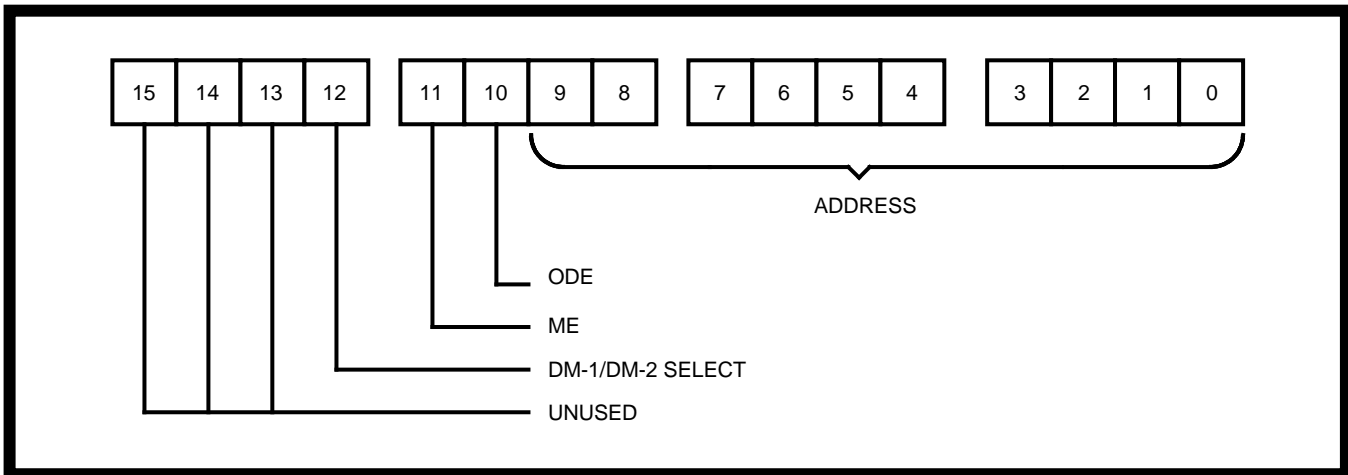 15 14 13 12 11 10 9 8 7 6 5 4 3 2 1 0
ADDRESS
ODE
ME
DM-1/DM-2 SELECT
UNUSED